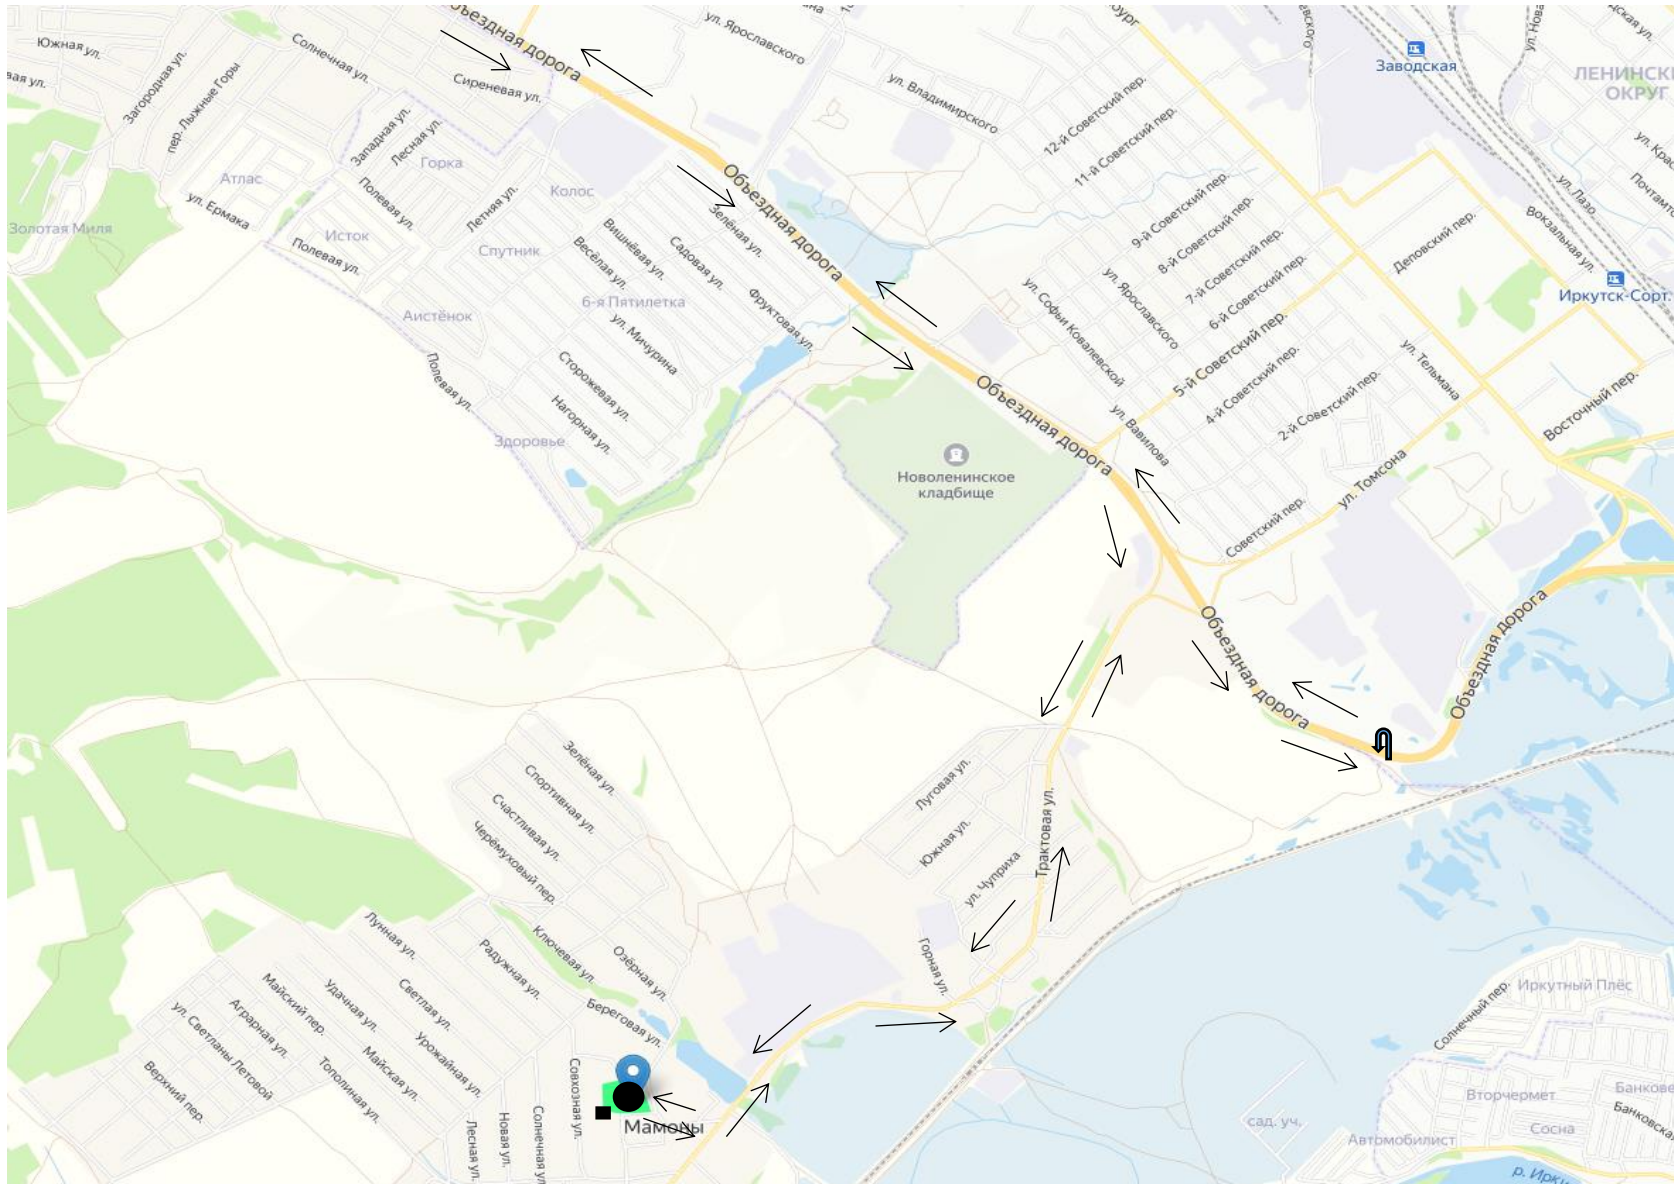 Объездная дорога
ул. Ярославского
Южная ул.
Загородная ул.
Солнечная ул.
пер. Лыжные Горы
Сиреневая ул.
ул. Владимирского
12-й Советский пер.
11-й Советский пер.
Заводская
ЛЕНИНСКИ
ОКРУГ
ул. Лазо
Вокзальная ул.
Западная ул.
Лесная ул.
Горка
Атлас
ул. Ермака
Золотая Миля
Полевая ул.
Летняя ул.
Колос
Исток
Полевая ул.
Спутник
Вишнёвая ул.
Весёлая ул.
Зелёная ул.
Садовая ул.
Фруктовая ул.
Объездная дорога
9-й Советский пер.
8-й Советский пер.
7-й Советский пер.
6-й Советский пер.
5-й Советский пер.
4-й Советский пер.
2-й Советский пер.
Деповский пер.
Иркутск-Сорт.
6-я Пятилетка
Аистёнок
ул. Мичурина
Полевая ул.
Сторожевая ул.
Нагорная ул.
Здоровье
ул. Софьи Ковалевской
ул. Ярославского
ул. Тельмана
Восточный пер.
Объездная дорога
ул. Вавилова
Новоленинское
кладбище
ул. Томсона
Советский пер.
Объездная дорога
Объездная дорога
Зелёная ул.
Спортивная ул.
Счастливая ул.
Черёмуховый пер.
Луговая ул.
Южная ул.
ул. Чуприха
Трактовая ул.
Горная ул.
Лунная ул.
Радужная ул.
Ключевая ул.
Озёрная ул.
Береговая ул.
Майский пер.
Удачная ул.
Светлая ул.
Аграрная ул.
ул. Светланы Летовой
Урожайная ул.
Майская ул.
Тополиная ул.
Верхний пер.
Совхозная ул.
Солнечная ул.
Новая ул.
Лесная ул.
Мамоны
Солнечный пер.
Иркутный Плёс
Вторчермет
сад. уч.
Автомобилист
Сосна